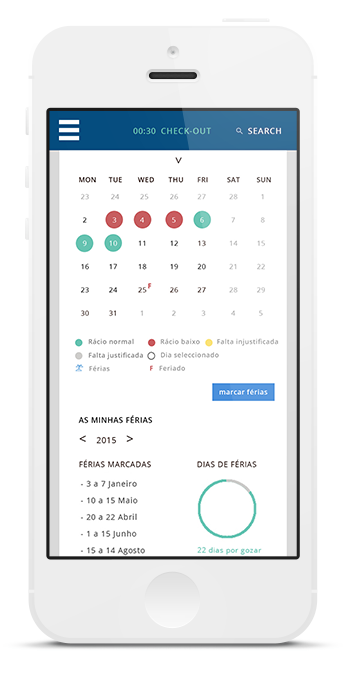 00:30 CHECK-OUT SEARCH
MON TUE WED THU FRI SAT SUN
23 24 25 26 27 28 1
2 3 4 5 6 7 8
9 10 11 12 13 14 15
16 17 18 19 20 21 22
23 24 25 F 26 27 28 29
30 31 1 2 3 4 5
Rácio normal Rácio baixo Falta injustificada
Falta justificada Dia seleccionado
Férias F Feriado
marcar férias
AS MINHAS FÉRIAS
< 2015 >
FÉRIAS MARCADAS DIAS DE FÉRIAS
- 3 a 7 Janeiro
- 10 a 15 Maio
- 20 a 22 Abril
- 1 a 15 Junho
- 15 a 14 Agosto
22 dias por gozar